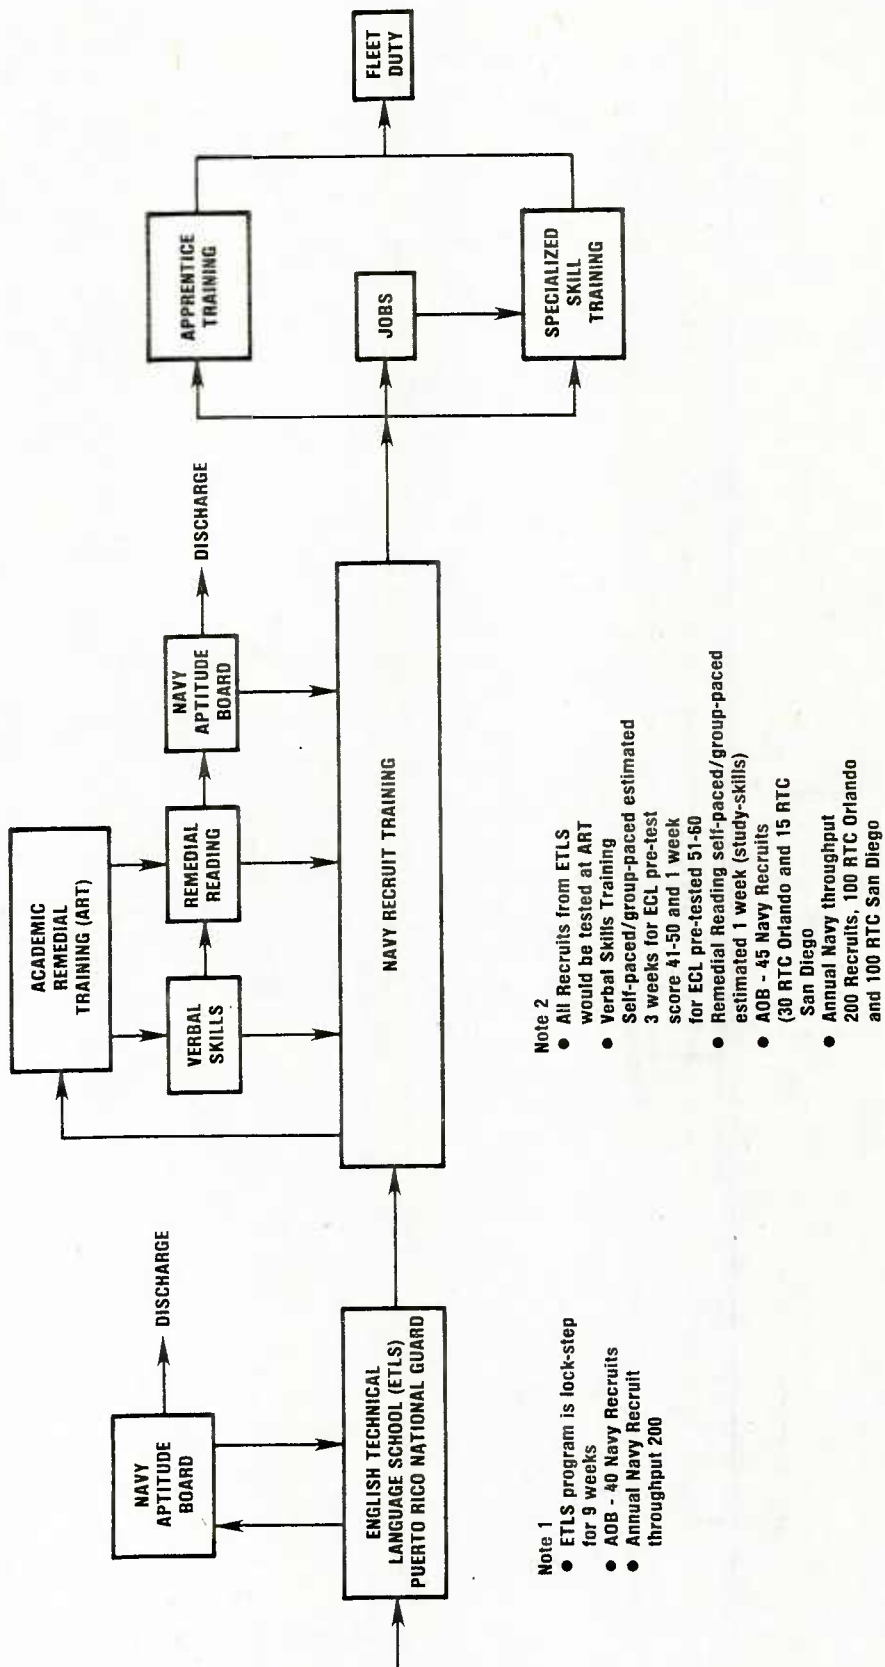 NAVY
APTITUDE
BOARD
DISCHARGE
ENGLISH TECHNICAL
LANGUAGE SCHOOL (ETLS)
PUERTO RICO NATIONAL GUARD
ACADEMIC
REMEDIAL
TRAINING (ART)
VERBAL
SKILLS
REMEDIAL
READING
NAVY
APTITUDE
BOARD
DISCHARGE
NAVY RECRUIT TRAINING
APPRENTICE
TRAINING
JOBS
SPECIALIZED
SKILL
TRAINING
FLEET
DUTY
Note 1
● ETLS program is lock-step
for 9 weeks
● AOB - 40 Navy Recruits
● Annual Navy Recruit
throughput 200
Note 2
● All Recruits from ETLS
would be tested at ART
● Verbal Skills Training
Self-paced/group-paced estimated
3 weeks for ECL pre-test
score 41-50 and 1 week
for ECL pre-tested 51-60
● Remedial Reading self-paced/group-paced
estimated 1 week (study-skills)
● AOB - 45 Navy Recruits
(30 RTC Orlando and 15 RTC
San Diego
● Annual Navy throughput
200 Recruits, 100 RTC Orlando
and 100 RTC San Diego